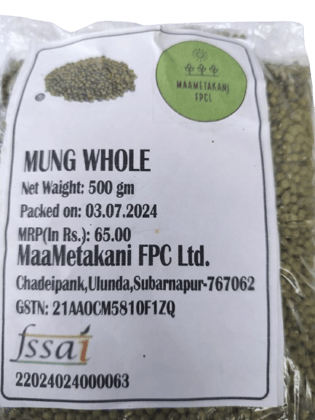 MAAMETAKANI
FPCL
MUNG WHOLE
Net Waight: 500 gm
Packed on: 03.07.2024
MRP(In Rs.): 65.00
MaaMetakani FPC Ltd.
Chadeipank,Ulunda,Subarnapur-767062
GSTN: 21AAOCM5810F1ZQ
fssai
22024024000063